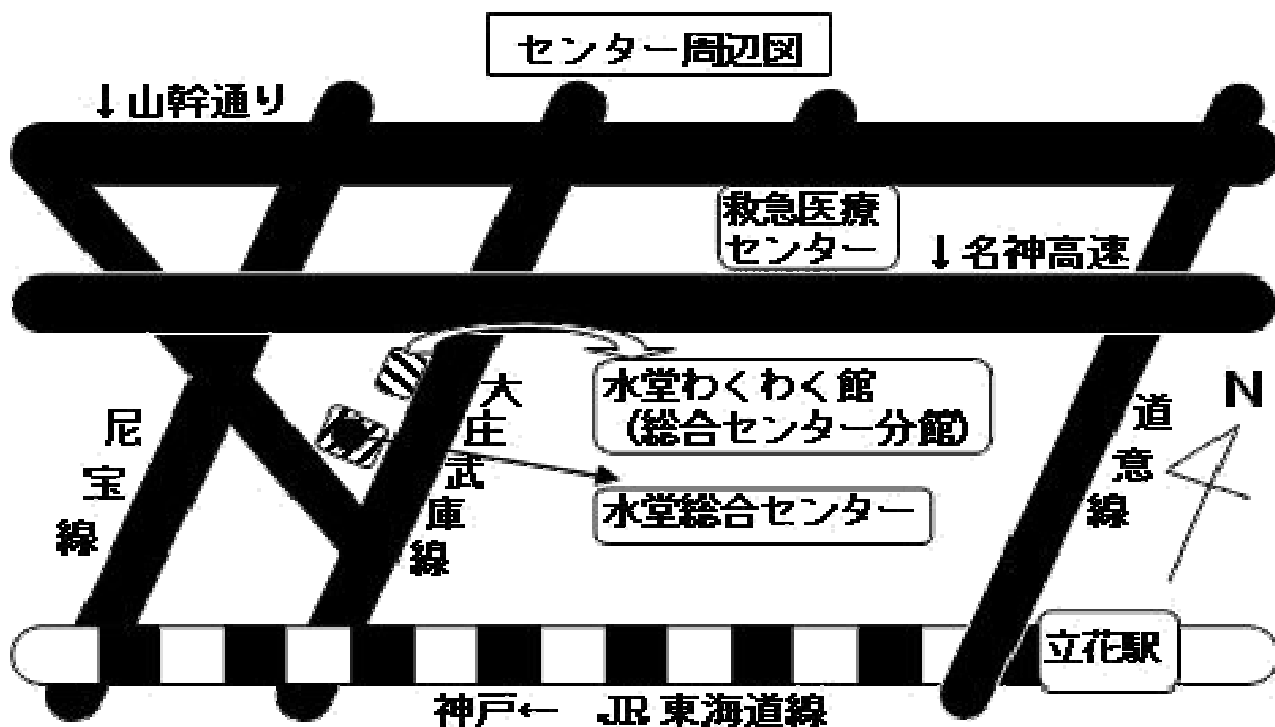 センター周辺図
↓山幹通り
救急医療
センター
↓名神高速
水堂わくわく館
(総合センター分館)
水堂総合センター
尼宝線
大庄武庫線
道意線
N
立花駅
神戸← JR東海道線